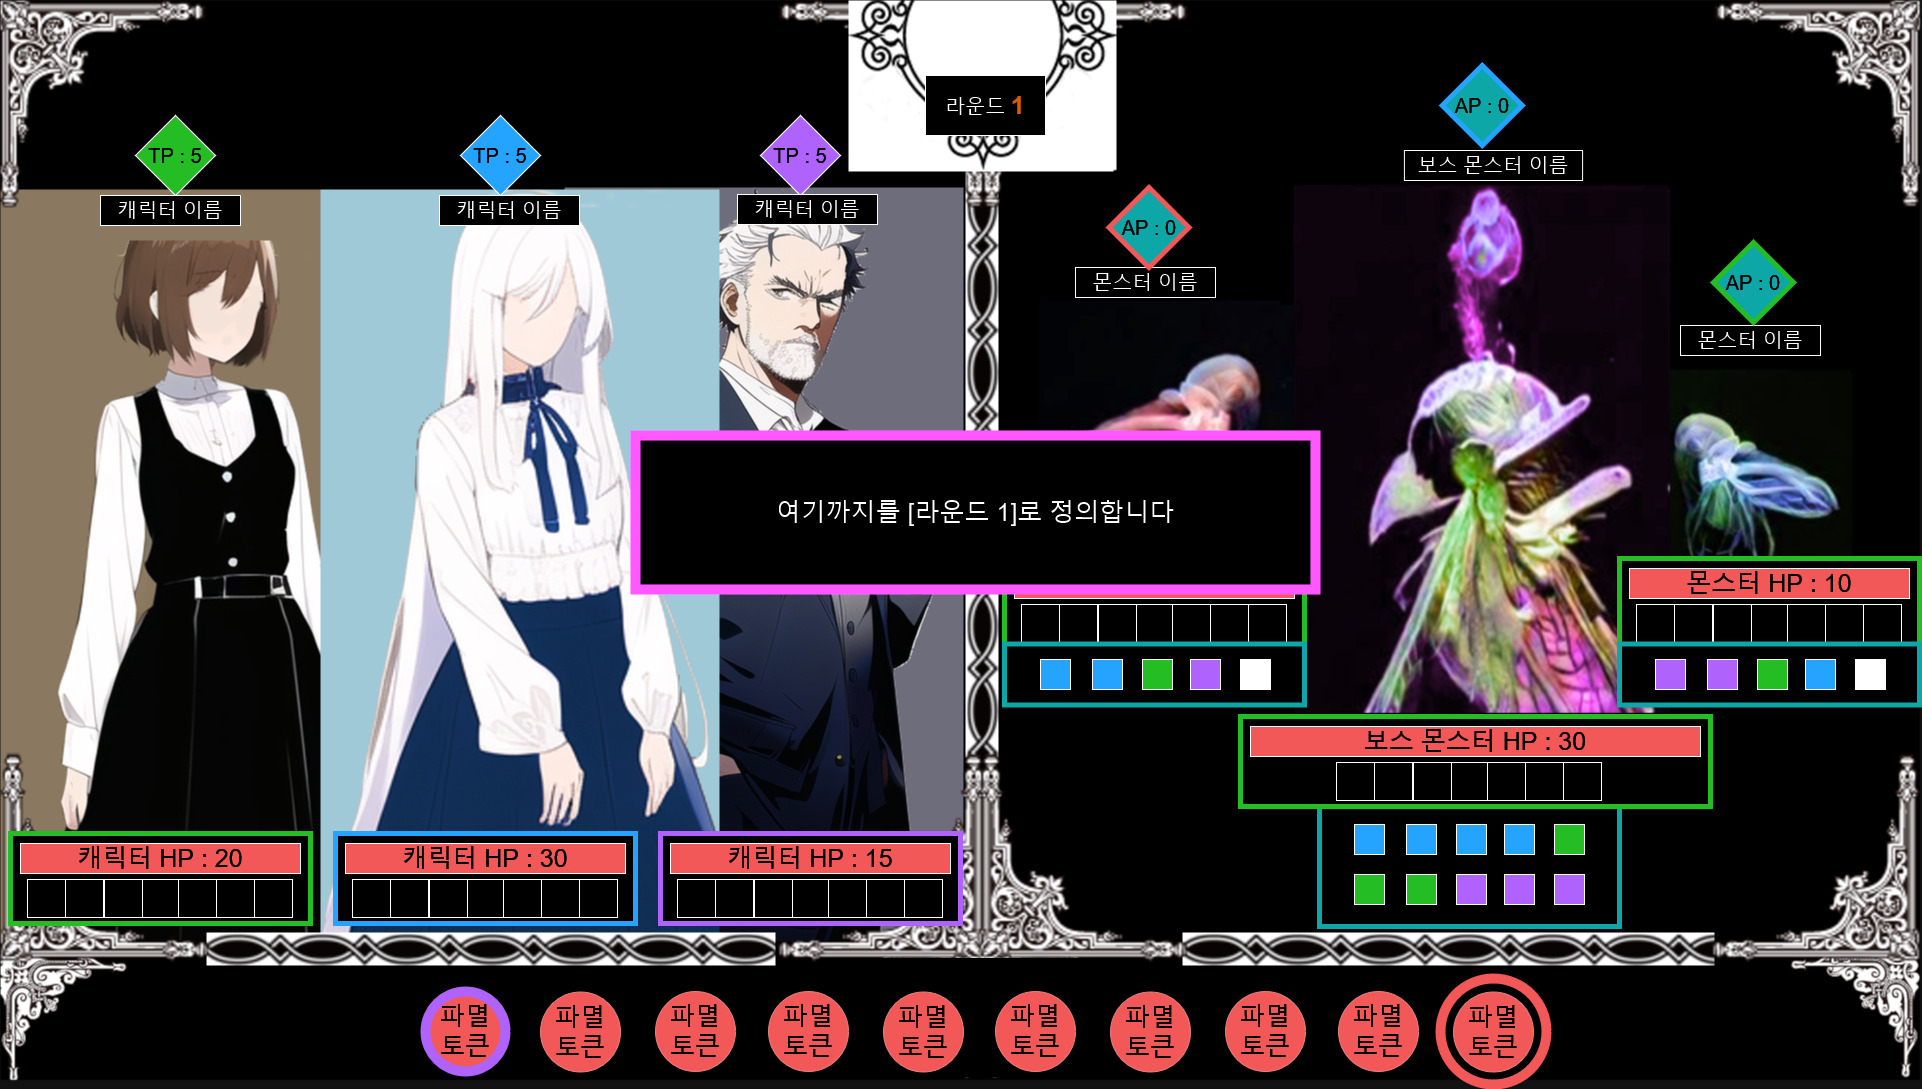 라운드 1
TP : 5
TP : 5
TP : 5
캐릭터 이름
캐릭터 이름
캐릭터 이름
AP : 0
보스 몬스터 이름
AP : 0
몬스터 이름
AP : 0
몬스터 이름
여기까지를 [라운드 1]로 정의합니다
몬스터 HP : 10
보스 몬스터 HP : 30
캐릭터 HP : 20
캐릭터 HP : 30
캐릭터 HP : 15
파멸
토큰
파멸
토큰
파멸
토큰
파멸
토큰
파멸
토큰
파멸
토큰
파멸
토큰
파멸
토큰
파멸
토큰
파멸
토큰